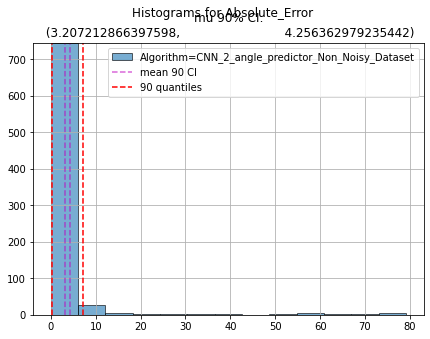 Histograms for Absolute_Error
mu 90% CI:
(3.207212866397598, 4.256362979235442)
Algorithm=CNN_2_angle_predictor_Non_Noisy_Dataset
mean 90 CI
90 quantiles
700
600
500
400
300
200
100
0
0 10 20 30 40 50 60 70 80